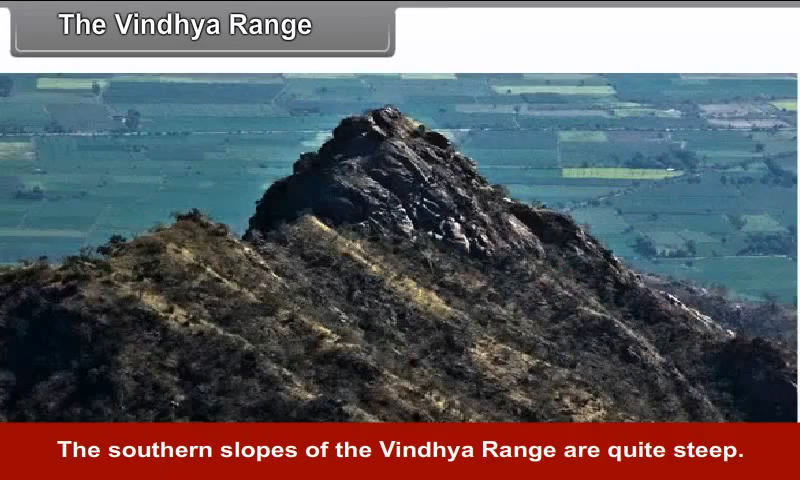 The Vindhya Range
The southern slopes of the Vindhya Range are quite steep.